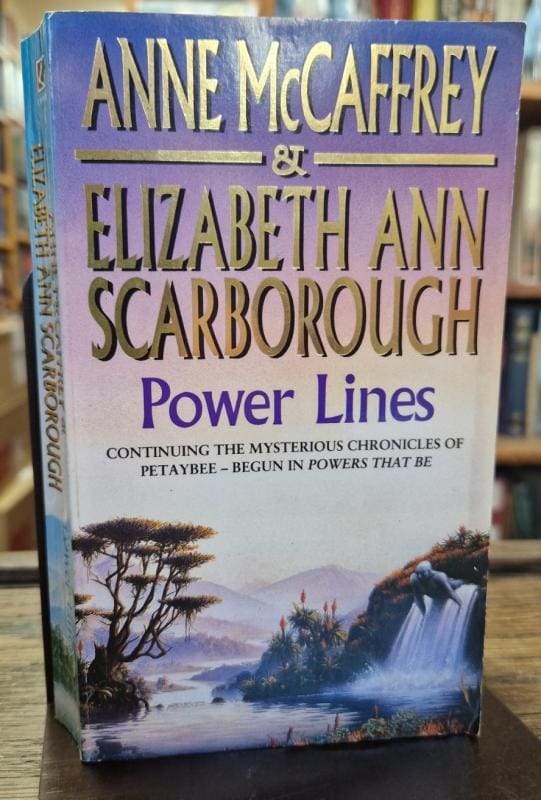 ANNE McCAFFREY
&
ELIZABETH ANN
SCARBOROUGH
Power Lines
CONTINUING THE MYSTERIOUS CHRONICLES OF
PETAYBEE – BEGUN IN POWERS THAT BE
ELIZABETH ANN SCARBOROUGH